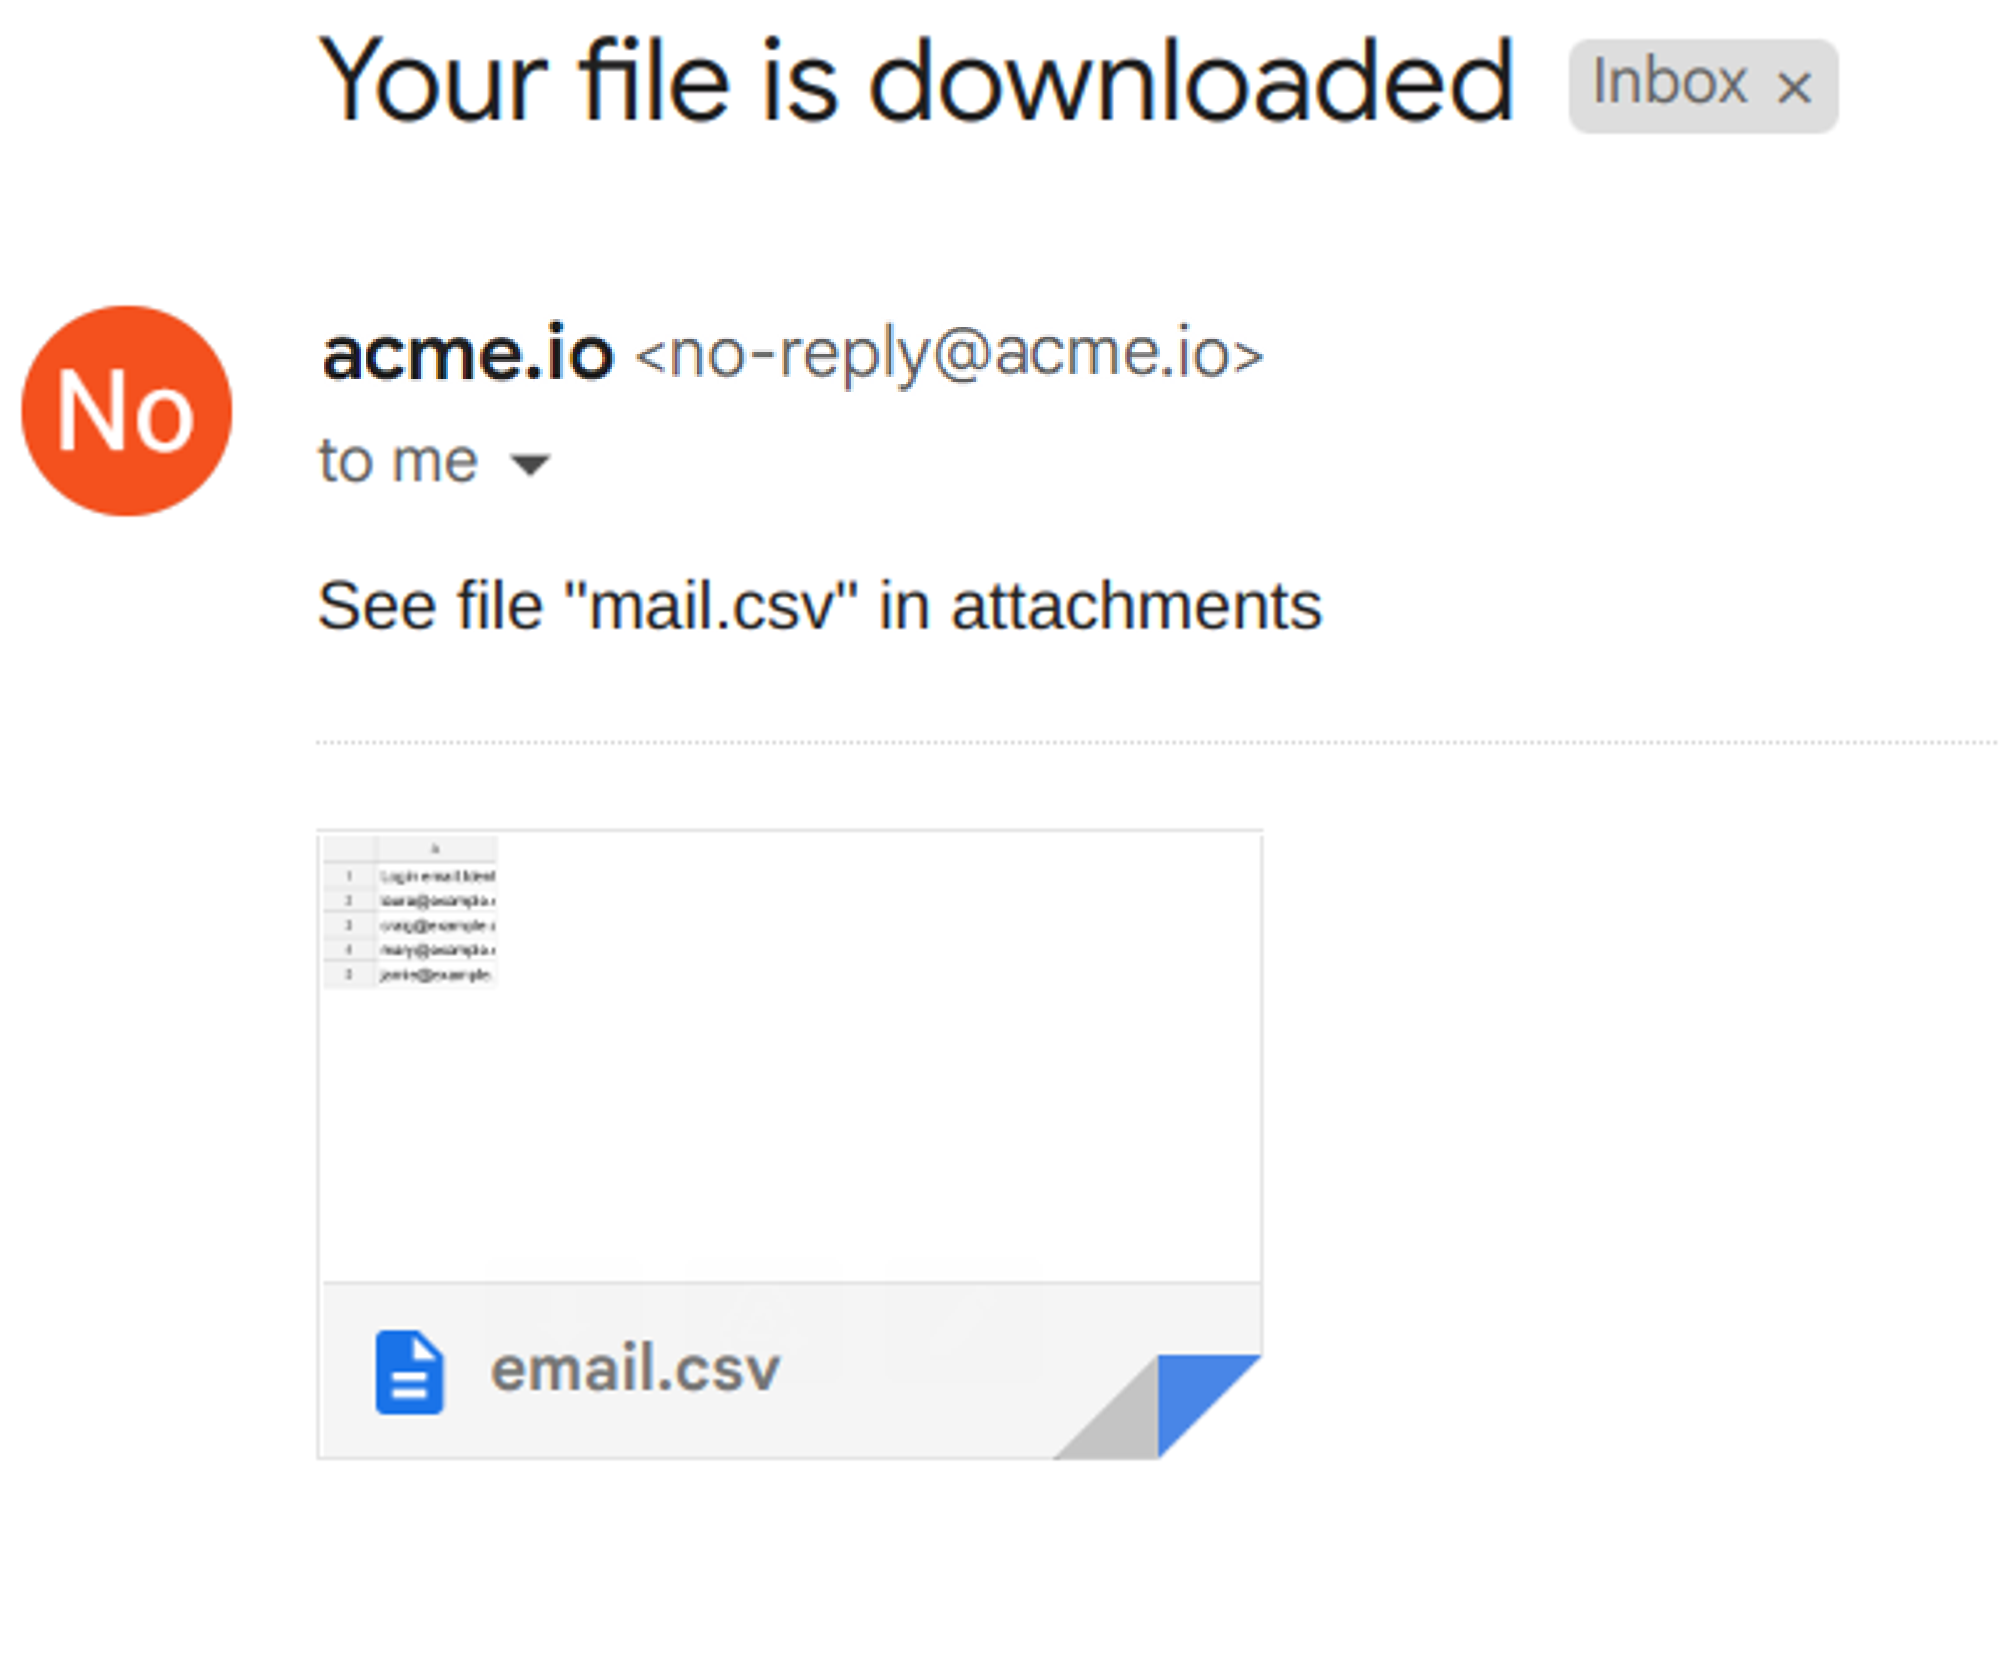 Your file is downloaded Inbox ×
No
acme.io <no-reply@acme.io>
to me
See file "mail.csv" in attachments
A
1 Login email Ident
2 laura@example.
3 craig@example.
4 mary@example.
5 jamie@example.
email.csv